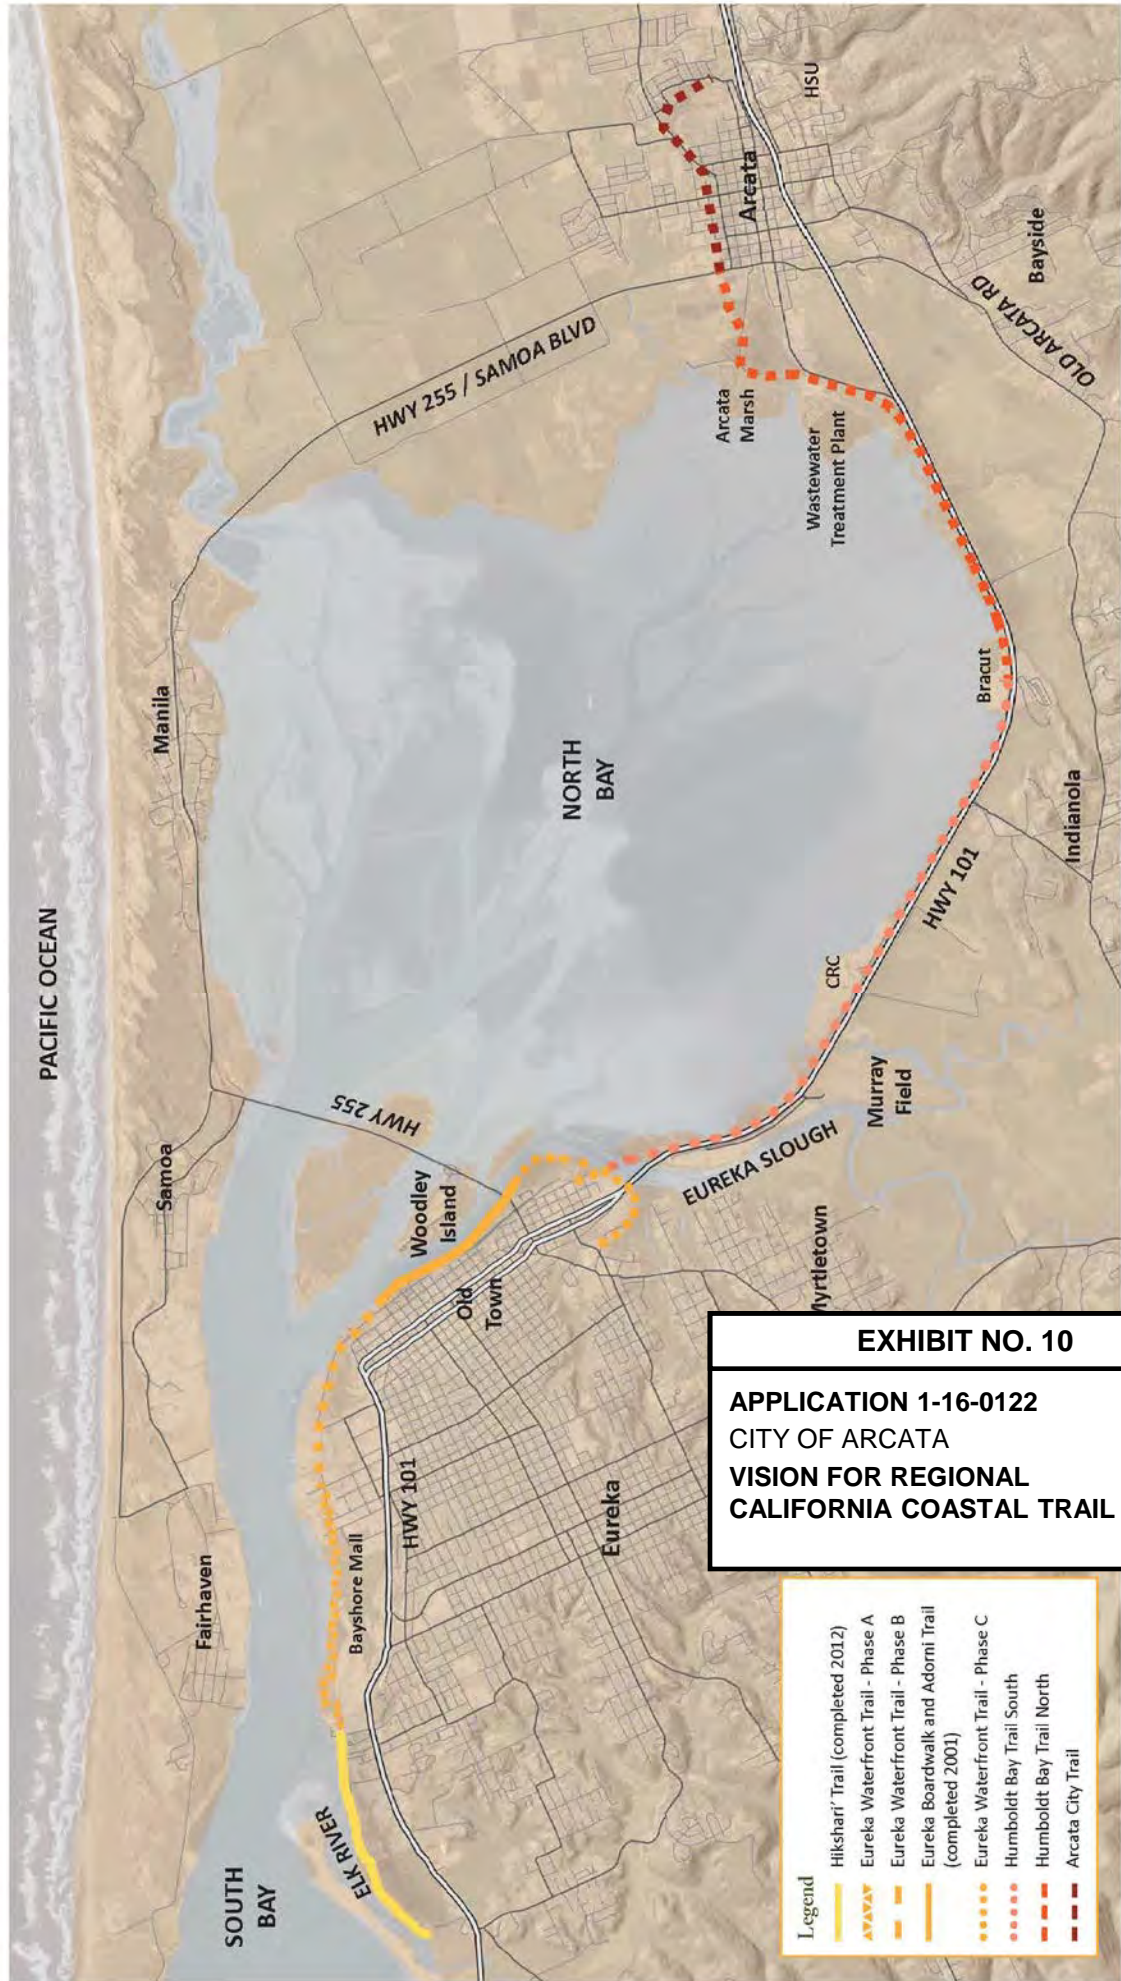 PACIFIC OCEAN
SOUTH
BAY
ELK RIVER
Fairhaven
Samoa
Manila
HWY 255
HWY 255 / SAMOA BLVD
Woodley
Island
NORTH
BAY
Bayshore Mall
HWY 101
Old
Town
Eureka
EUREKA SLOUGH
Murray
Field
Myrtletown
CRC
HWY 101
Bracut
Indianola
Arcata
Marsh
Wastewater
Treatment Plant
Arcata
HSU
Bayside
OLD ARCATA RD
EXHIBIT NO. 10
APPLICATION 1-16-0122
CITY OF ARCATA
VISION FOR REGIONAL
CALIFORNIA COASTAL TRAIL
Legend
Hikshari' Trail (completed 2012)
Eureka Waterfront Trail - Phase A
Eureka Waterfront Trail - Phase B
Eureka Boardwalk and Adorni Trail
(completed 2001)
Eureka Waterfront Trail - Phase C
Humboldt Bay Trail South
Humboldt Bay Trail North
Arcata City Trail